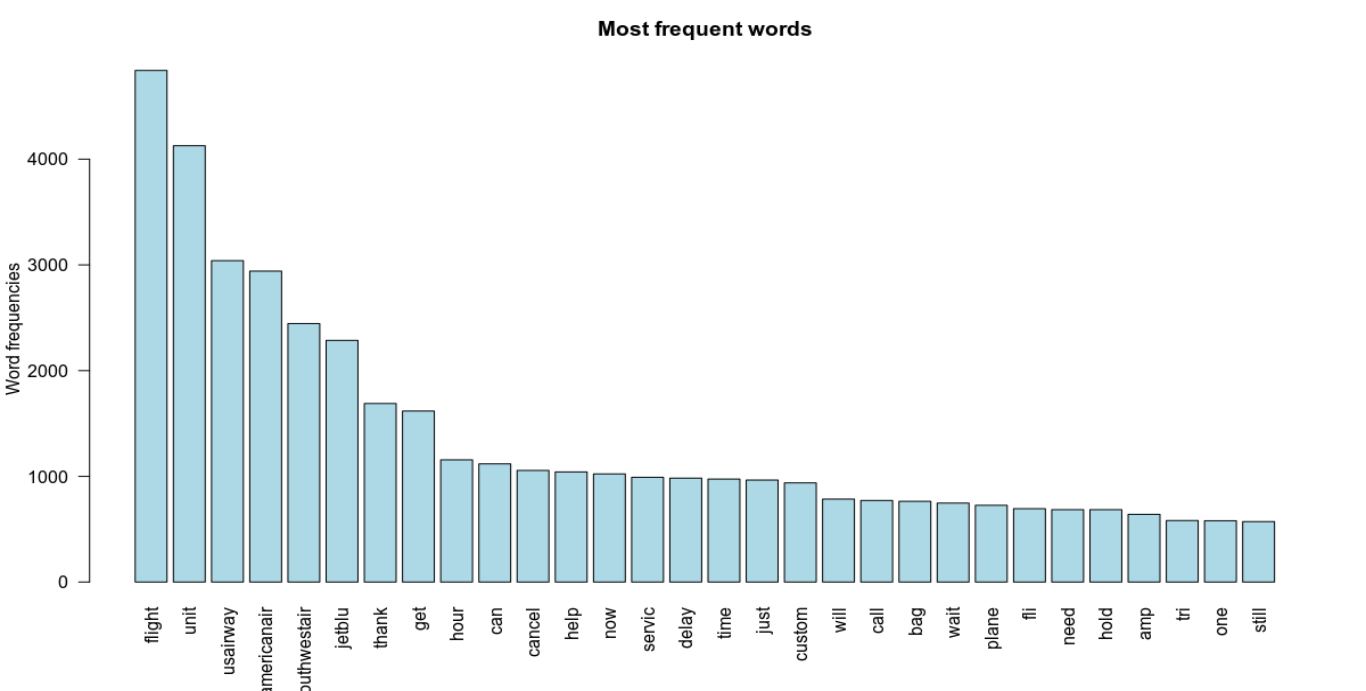 Most frequent words
Word frequencies
4000
3000
2000
1000
0
flight
unit
usairway
americanair
outhwestair
jetblu
thank
get
hour
can
cancel
help
now
servic
delay
time
just
custom
will
call
bag
wait
plane
fli
need
hold
amp
tri
one
still